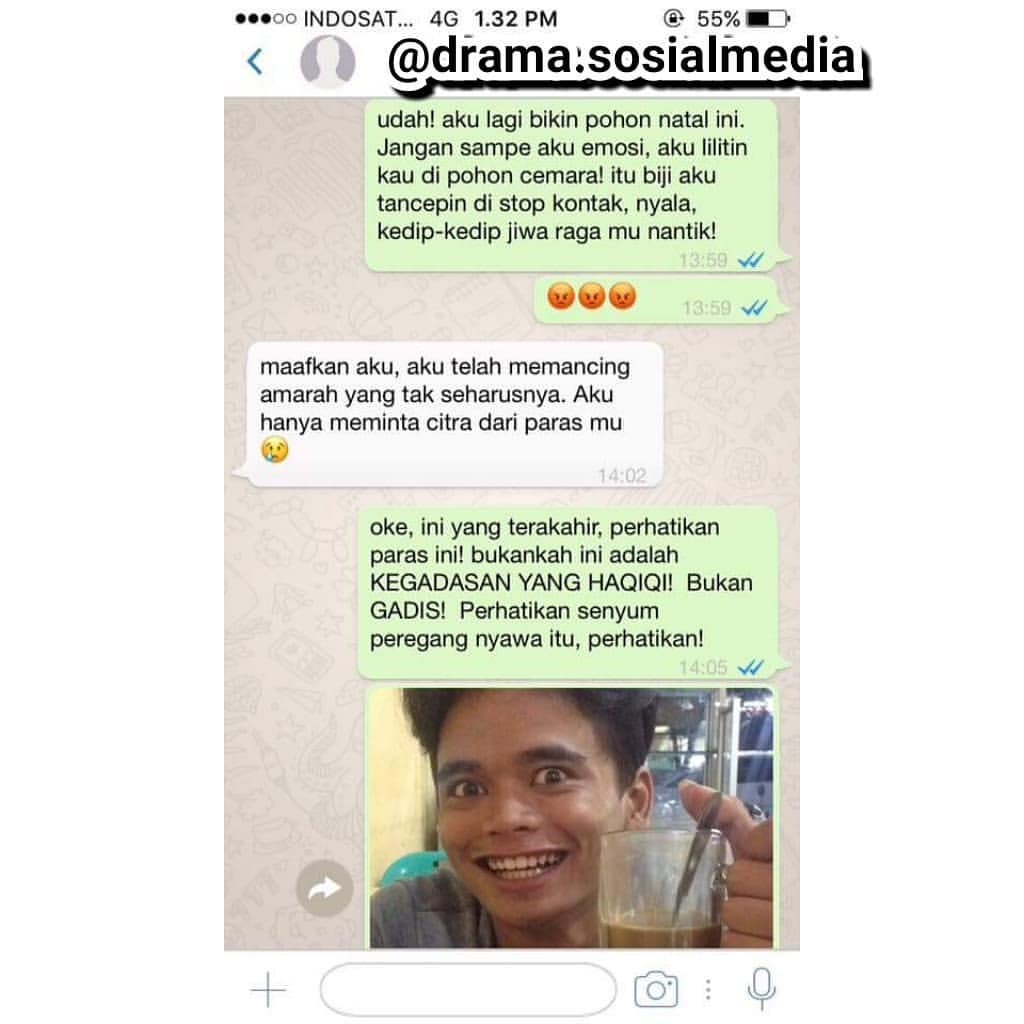 INDOSAT... 4G 1.32 PM 55%
@drama.sosialmedia
udah! aku lagi bikin pohon natal ini.
Jangan sampe aku emosi, aku lilitin
kau di pohon cemara! itu biji aku
tancepin di stop kontak, nyala,
kedip-kedip jiwa raga mu nantik!
13:59
😡😡😡 13:59
maafkan aku, aku telah memancing
amarah yang tak seharusnya. Aku
hanya meminta citra dari paras mu
😢
14:02
oke, ini yang terakahir, perhatikan
paras ini! bukankah ini adalah
KEGADASAN YANG HAQIQI! Bukan
GADIS! Perhatikan senyum
peregang nyawa itu, perhatikan!
14:05